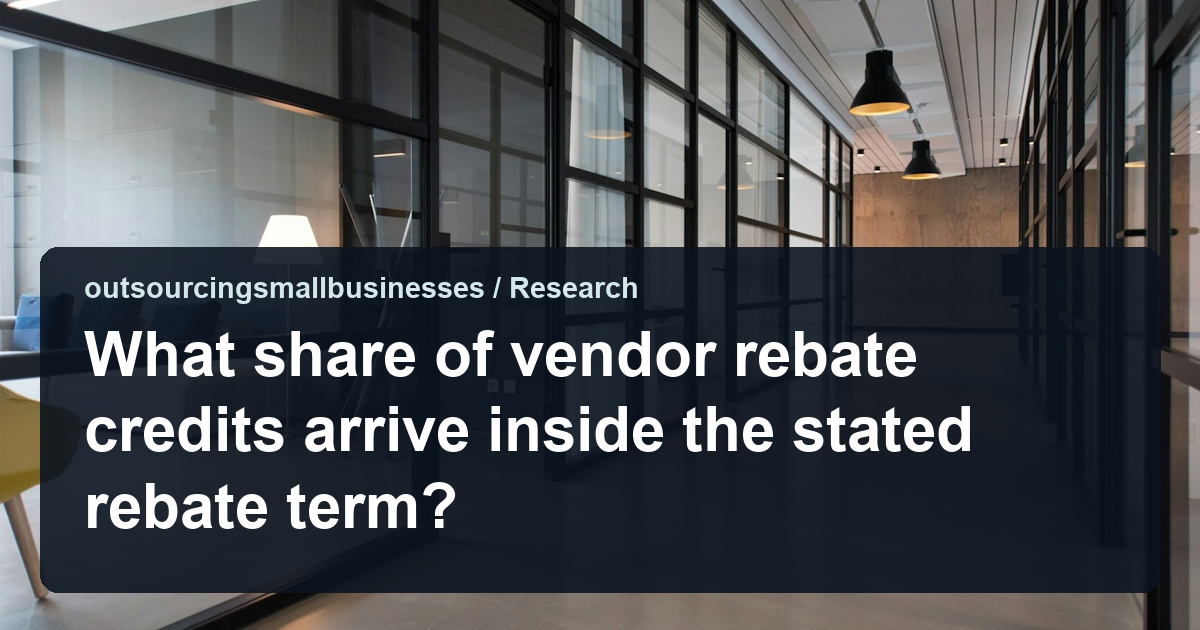 outsourcingsmallbusinesses / Research
What share of vendor rebate
credits arrive inside the stated
rebate term?